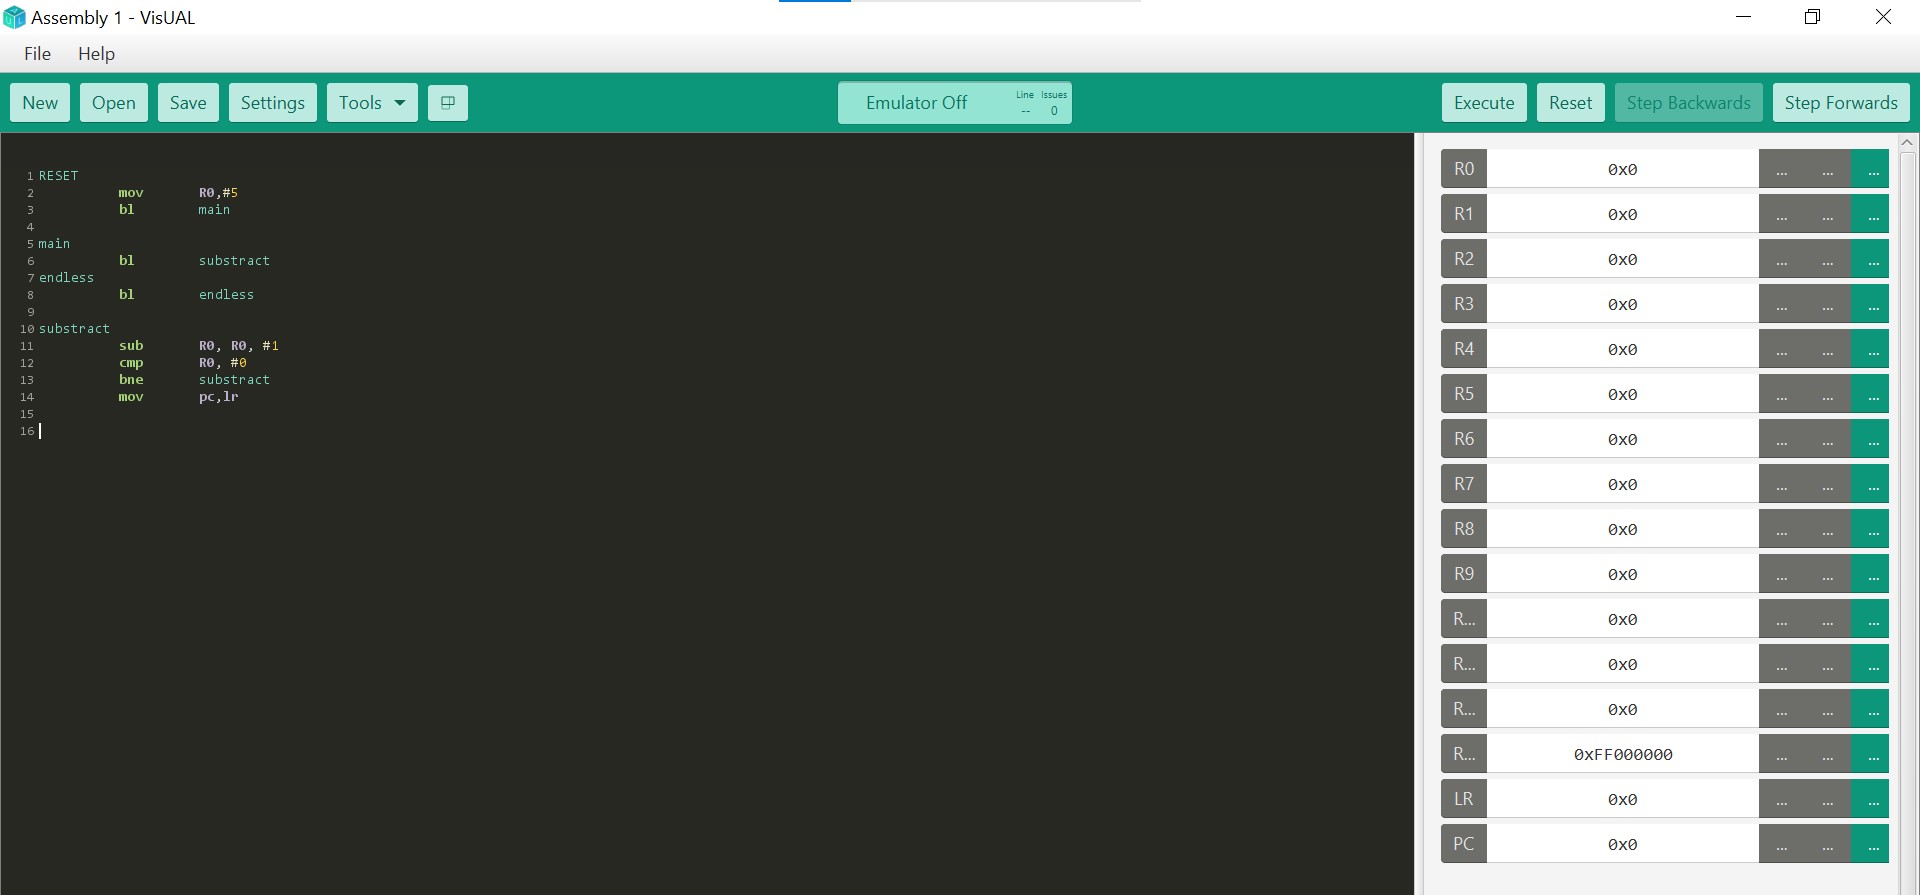 Assembly 1 - VisUAL
File Help
New Open Save Settings Tools Emulator Off Line Issues -- 0 Execute Reset Step Backwards Step Forwards
1 RESET
2 mov R0,#5
3 bl main
4
5 main
6 bl substract
7 endless
8 bl endless
9
10 substract
11 sub R0, R0, #1
12 cmp R0, #0
13 bne substract
14 mov pc,lr
15
16
R0 0x0 ... ... ...
R1 0x0 ... ... ...
R2 0x0 ... ... ...
R3 0x0 ... ... ...
R4 0x0 ... ... ...
R5 0x0 ... ... ...
R6 0x0 ... ... ...
R7 0x0 ... ... ...
R8 0x0 ... ... ...
R9 0x0 ... ... ...
R... 0x0 ... ... ...
R... 0x0 ... ... ...
R... 0x0 ... ... ...
R... 0xFF000000 ... ... ...
LR 0x0 ... ... ...
PC 0x0 ... ... ...